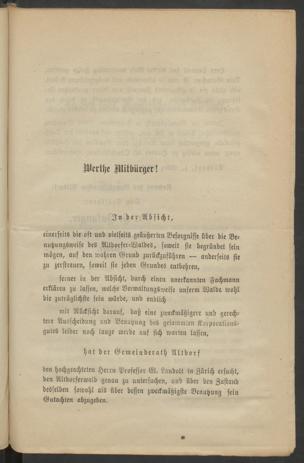 Werthe Mitbürger!
In der Absicht,
einerseits die oft und vielseits geäußerten Besorgnisse über die Be-
nutzungsweise des Altdorfer-Waldes, soweit sie begründet sein
mögen, auf den wahren Grund zurückzuführen — anderseits sie
zu zerstreuen, soweit sie jeden Grundes entbehren,
ferner in der Absicht, durch einen anerkannten Fachmann
erklären zu lassen, welche Verwaltungsweise unserem Walde wohl
die zuträglichste sein würde, und endlich
mit Rücksicht darauf, daß eine zweckmäßigere und gerech-
tere Ausscheidung und Benutzung des gesammten Korporations-
gutes leider noch lange werde auf sich warten lassen,
hat der Gemeinderath Altdorf
den hochgeachteten Herrn Professor El. Landolt in Zürich ersucht,
den Altdorferwald genau zu untersuchen, und über den Zustand
desselben sowohl als über dessen zweckmäßigste Benutzung sein
Gutachten abzugeben.